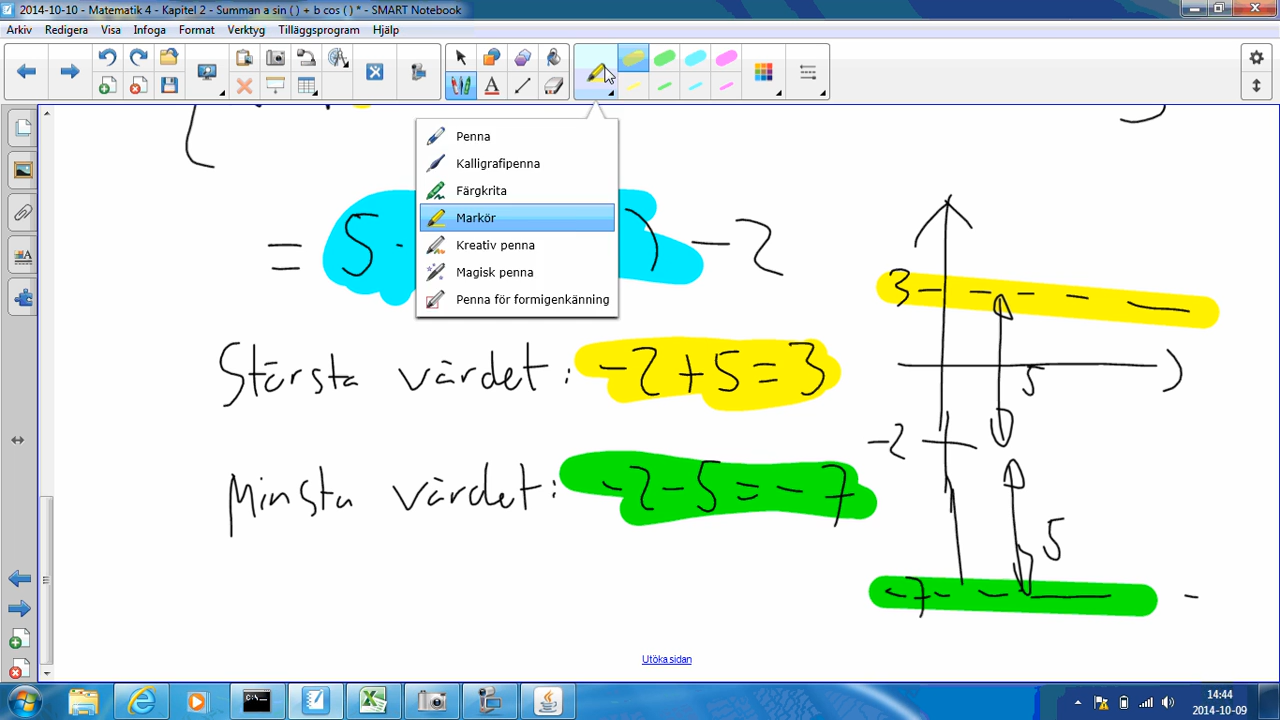 2014-10-10 - Matematik 4 - Kapitel 2 - Summan a sin ( ) + b cos ( ) * - SMART Notebook
Arkiv Redigera Visa Infoga Format Verktyg Tilläggsprogram Hjälp
Penna
Kalligrafipenna
Färgkrita
Markör
Kreativ penna
Magisk penna
Penna för formigenkänning
= 5 · ) - 2
Största värdet: -2+5=3
Minsta värdet: -2-5=-7
3
5
-2
5
-7
Utöka sidan
14:44
2014-10-09